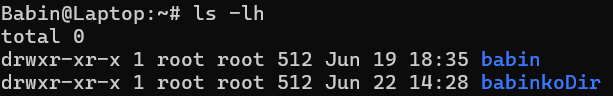 Babin@Laptop:~# ls -lh
total 0
drwxr-xr-x 1 root root 512 Jun 19 18:35 babin
drwxr-xr-x 1 root root 512 Jun 22 14:28 babinkoDir